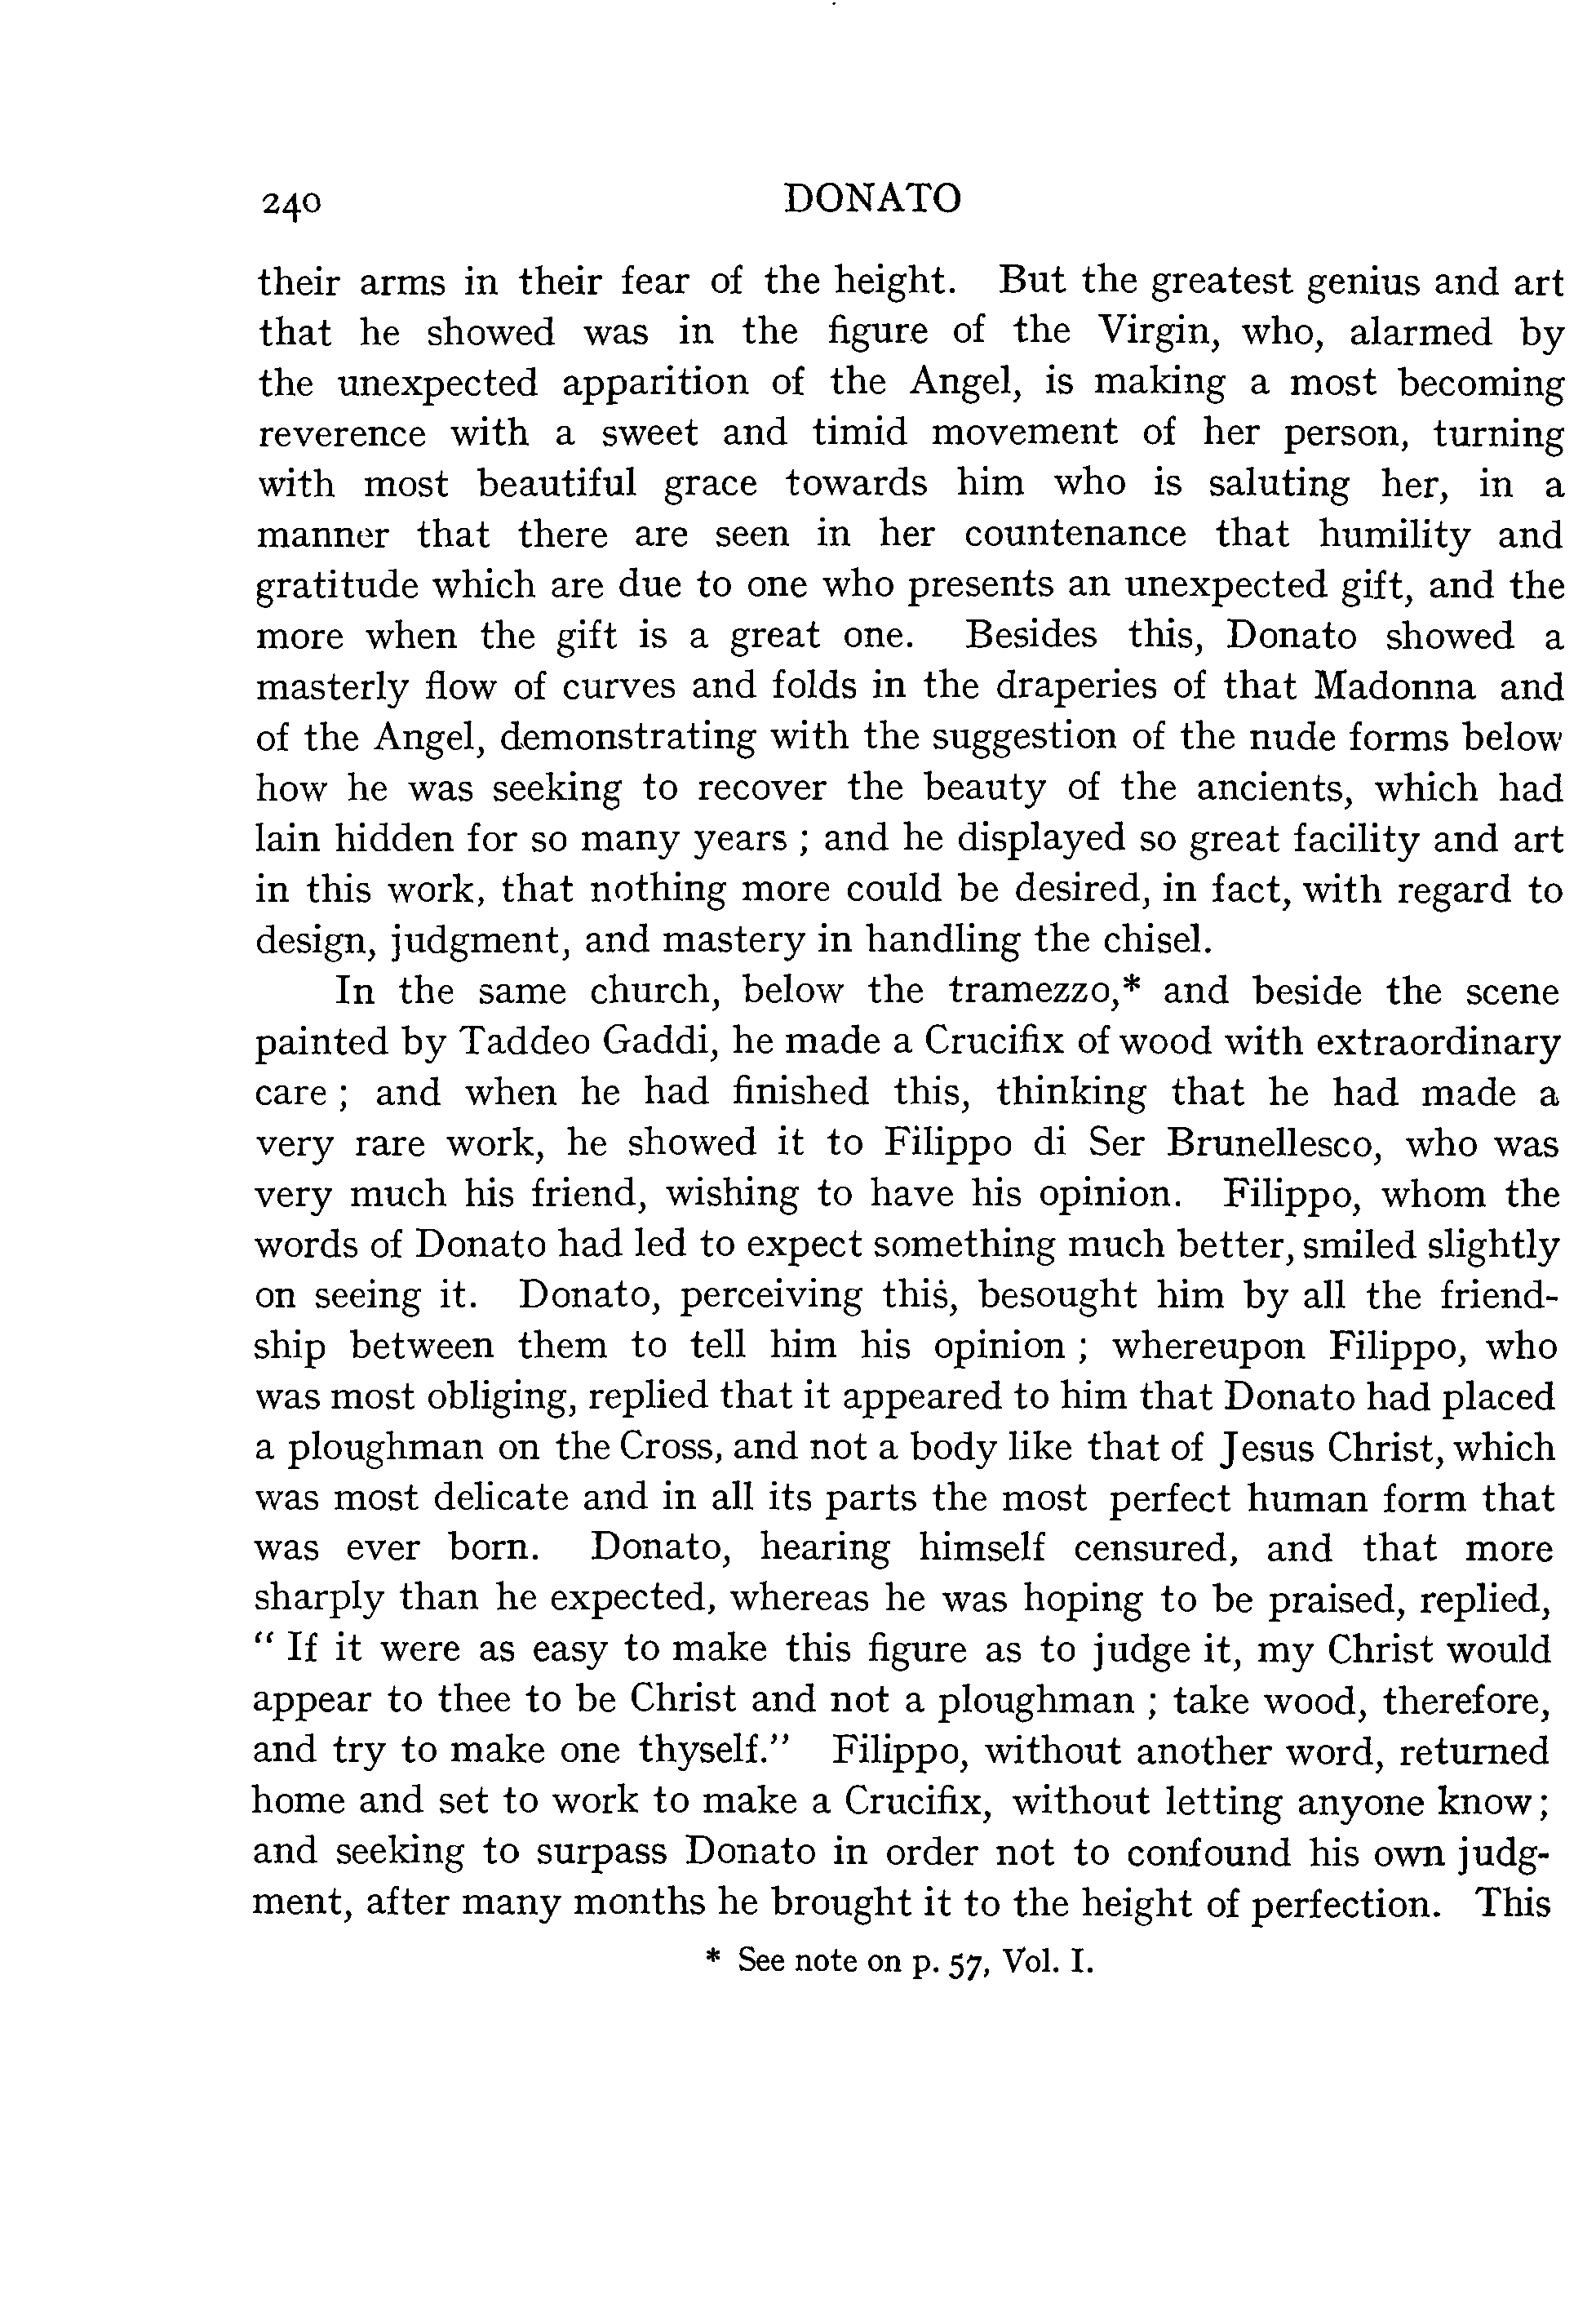 240 DONATO
their arms in their fear of the height. But the greatest genius and art
that he showed was in the figure of the Virgin, who, alarmed by
the unexpected apparition of the Angel, is making a most becoming
reverence with a sweet and timid movement of her person, turning
with most beautiful grace towards him who is saluting her, in a
manner that there are seen in her countenance that humility and
gratitude which are due to one who presents an unexpected gift, and the
more when the gift is a great one. Besides this, Donato showed a
masterly flow of curves and folds in the draperies of that Madonna and
of the Angel, demonstrating with the suggestion of the nude forms below
how he was seeking to recover the beauty of the ancients, which had
lain hidden for so many years ; and he displayed so great facility and art
in this work, that nothing more could be desired, in fact, with regard to
design, judgment, and mastery in handling the chisel.
In the same church, below the tramezzo,* and beside the scene
painted by Taddeo Gaddi, he made a Crucifix of wood with extraordinary
care ; and when he had finished this, thinking that he had made a
very rare work, he showed it to Filippo di Ser Brunellesco, who was
very much his friend, wishing to have his opinion. Filippo, whom the
words of Donato had led to expect something much better, smiled slightly
on seeing it. Donato, perceiving this, besought him by all the friend-
ship between them to tell him his opinion ; whereupon Filippo, who
was most obliging, replied that it appeared to him that Donato had placed
a ploughman on the Cross, and not a body like that of Jesus Christ, which
was most delicate and in all its parts the most perfect human form that
was ever born. Donato, hearing himself censured, and that more
sharply than he expected, whereas he was hoping to be praised, replied,
“ If it were as easy to make this figure as to judge it, my Christ would
appear to thee to be Christ and not a ploughman ; take wood, therefore,
and try to make one thyself.” Filippo, without another word, returned
home and set to work to make a Crucifix, without letting anyone know ;
and seeking to surpass Donato in order not to confound his own judg-
ment, after many months he brought it to the height of perfection. This
* See note on p. 57, Vol. I.